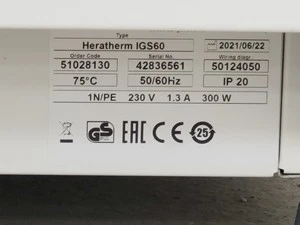 Type
Heratherm IGS60 2021/06/22
Order Code Serial No Wiring diagr.
51028130 42836561 50124050
75°C 50/60Hz IP 20
1N/PE 230 V 1.3 A 300 W
GS EAC CE 25